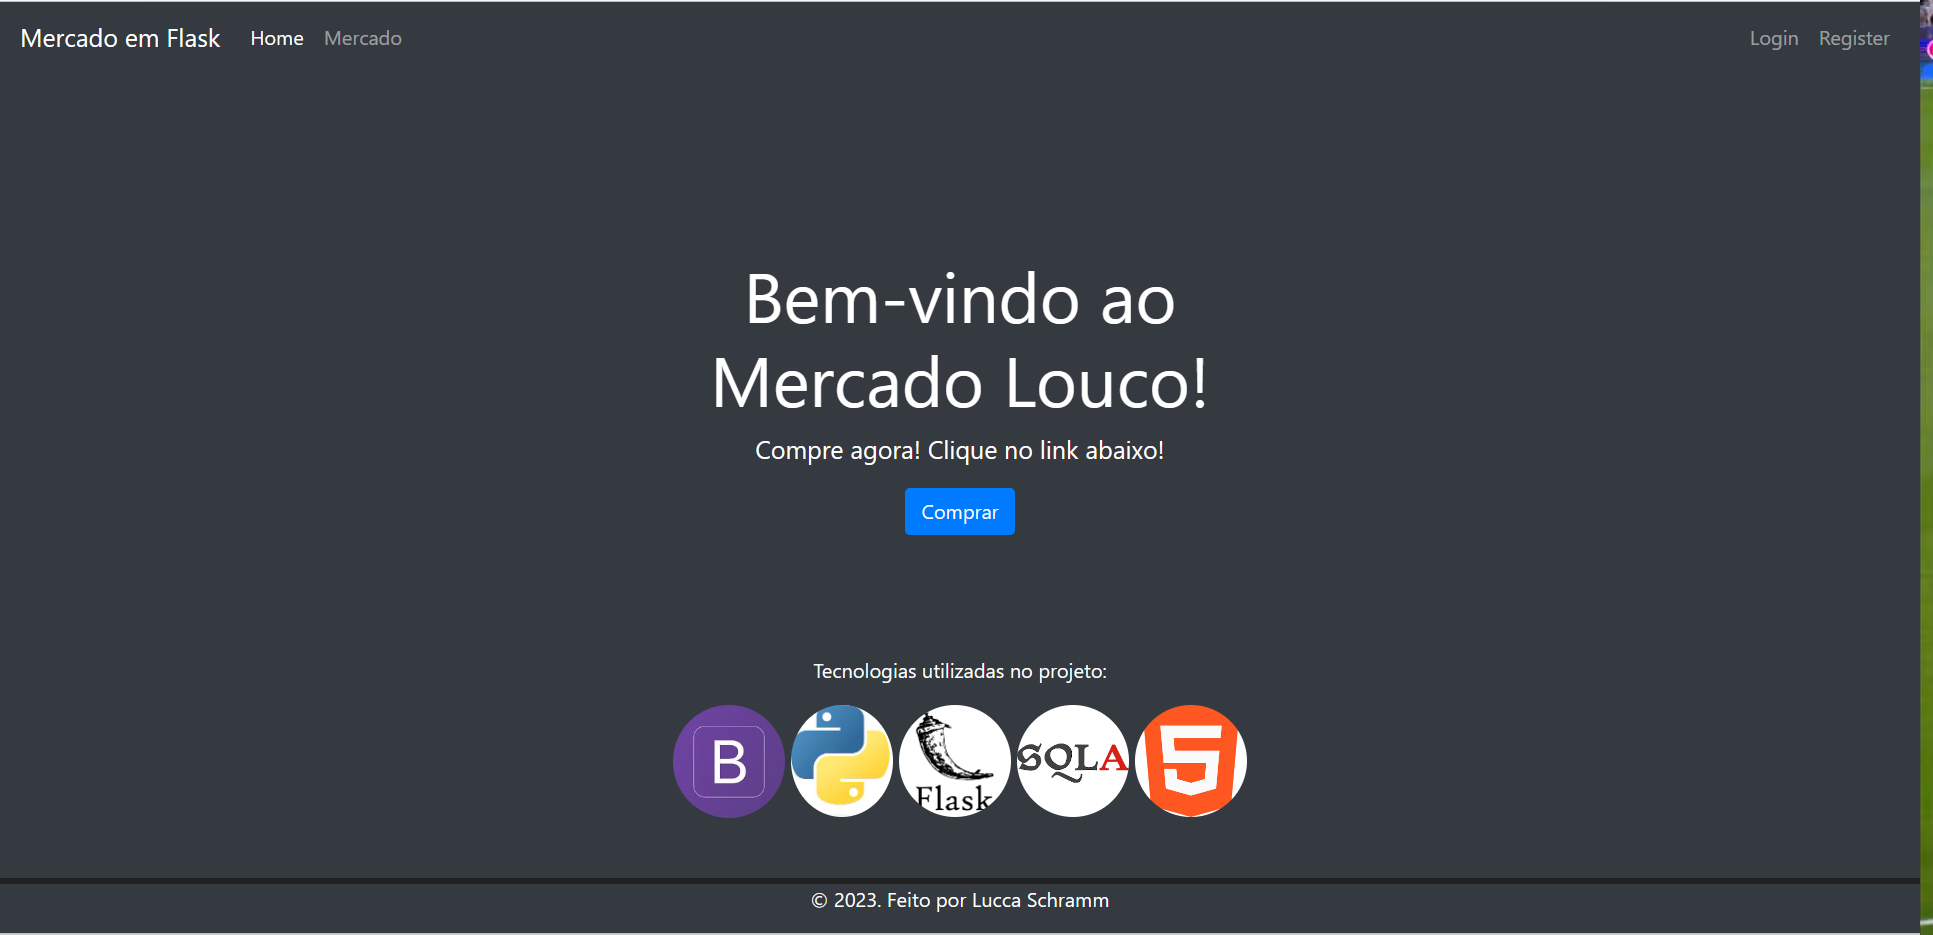 Mercado em Flask Home Mercado Login Register
Bem-vindo ao
Mercado Louco!
Compre agora! Clique no link abaixo!
Comprar
Tecnologias utilizadas no projeto:
B Flask SQLA 5
© 2023. Feito por Lucca Schramm